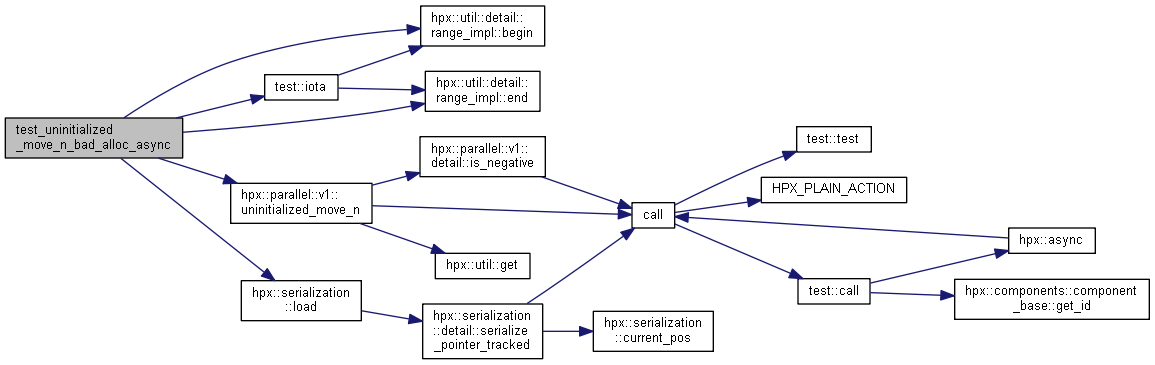 hpx::util::detail::
range_impl::begin
test::iota
hpx::util::detail::
range_impl::end
test_uninitialized
_move_n_bad_alloc_async
hpx::parallel::v1::
detail::is_negative
test::test
hpx::parallel::v1::
uninitialized_move_n
HPX_PLAIN_ACTION
call
hpx::async
hpx::util::get
hpx::serialization
::load
test::call
hpx::components::component
_base::get_id
hpx::serialization
::detail::serialize
_pointer_tracked
hpx::serialization
::current_pos